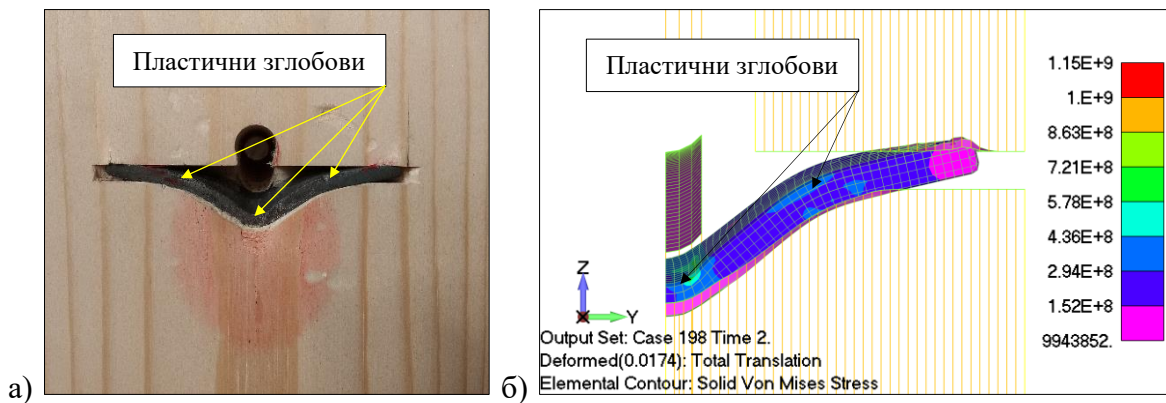 Пластични зглобови
Пластични зглобови
1.15E+9
1.E+9
8.63E+8
7.21E+8
5.78E+8
4.36E+8
2.94E+8
1.52E+8
9943852.
Z
X
Y
Output Set: Case 198 Time 2.
Deformed(0.0174): Total Translation
Elemental Contour: Solid Von Mises Stress
а)
б)